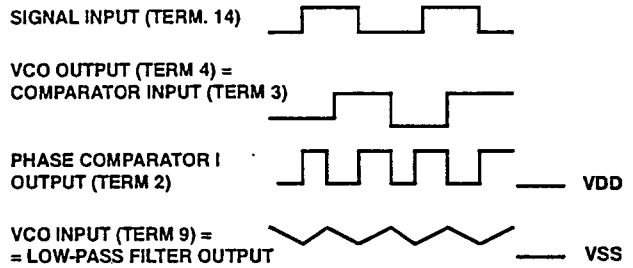 SIGNAL INPUT (TERM. 14)
VCO OUTPUT (TERM 4) =
COMPARATOR INPUT (TERM 3)
PHASE COMPARATOR I
OUTPUT (TERM 2)
VDD
VCO INPUT (TERM 9) =
= LOW-PASS FILTER OUTPUT
VSS